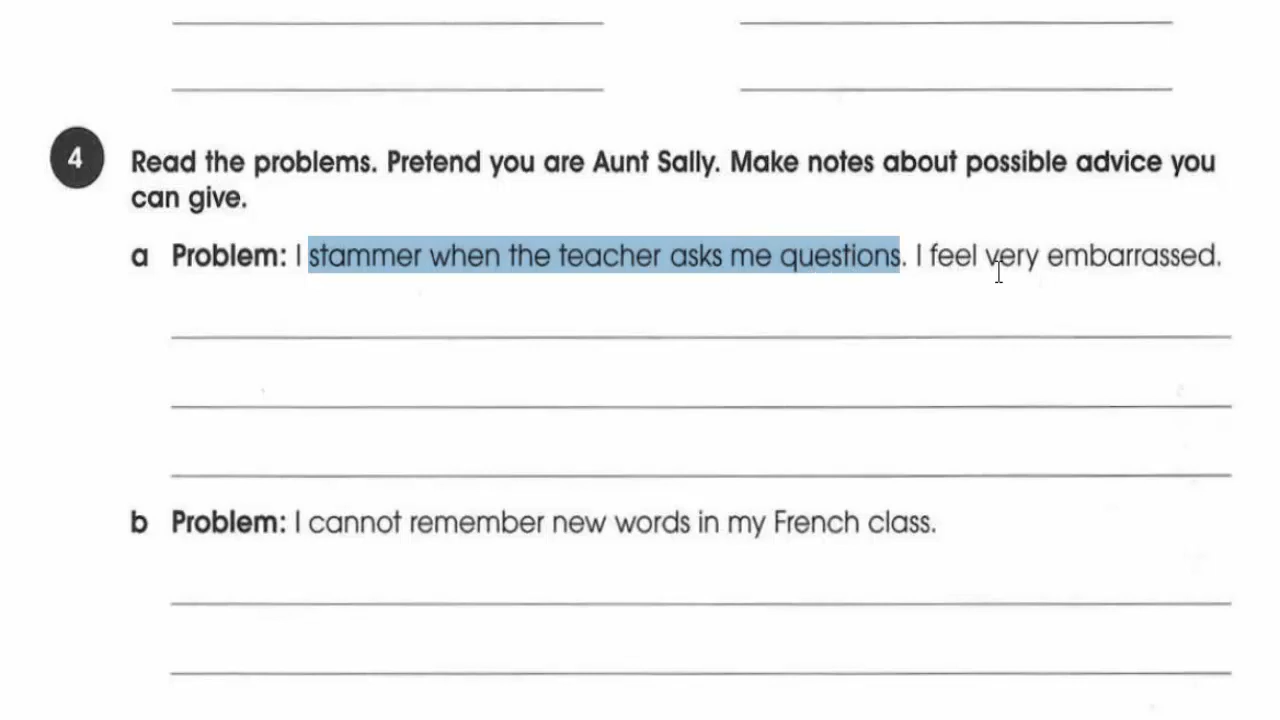 4 Read the problems. Pretend you are Aunt Sally. Make notes about possible advice you
can give.
a Problem: I stammer when the teacher asks me questions. I feel very embarrassed.
b Problem: I cannot remember new words in my French class.